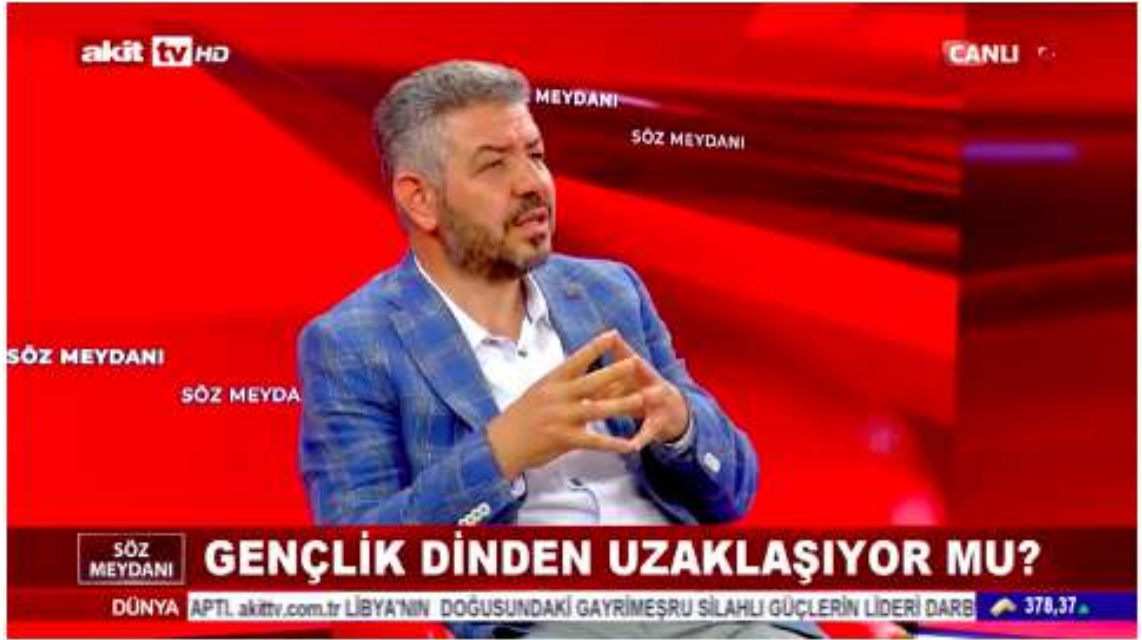 akit tv HD
CANLI
MEYDANI
SÖZ MEYDANI
SÖZ MEYDANI
SÖZ MEYDA
SÖZ
MEYDANI
GENÇLİK DİNDEN UZAKLAŞIYOR MU?
DÜNYA APTI. akittv.com.tr LİBYA'NIN DOĞUSUNDAKİ GAYRİMEŞRU SİLAHLI GÜÇLERİN LİDERİ DARB 378,37